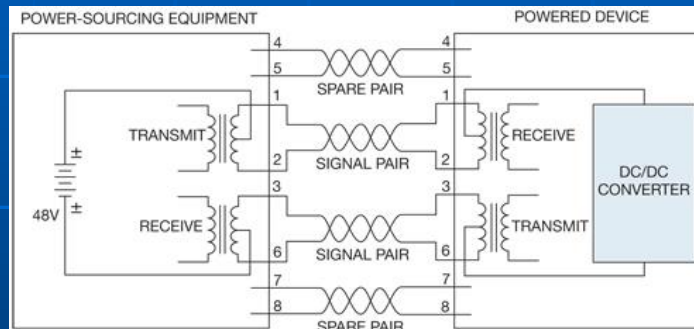 POWER-SOURCING EQUIPMENT
POWERED DEVICE
4
4
5
5
SPARE PAIR
1
1
TRANSMIT
RECEIVE
2
SIGNAL PAIR
2
DC/DC
CONVERTER
±
48V
±
3
3
RECEIVE
TRANSMIT
6
SIGNAL PAIR
6
7
7
8
8
SPARE PAIR